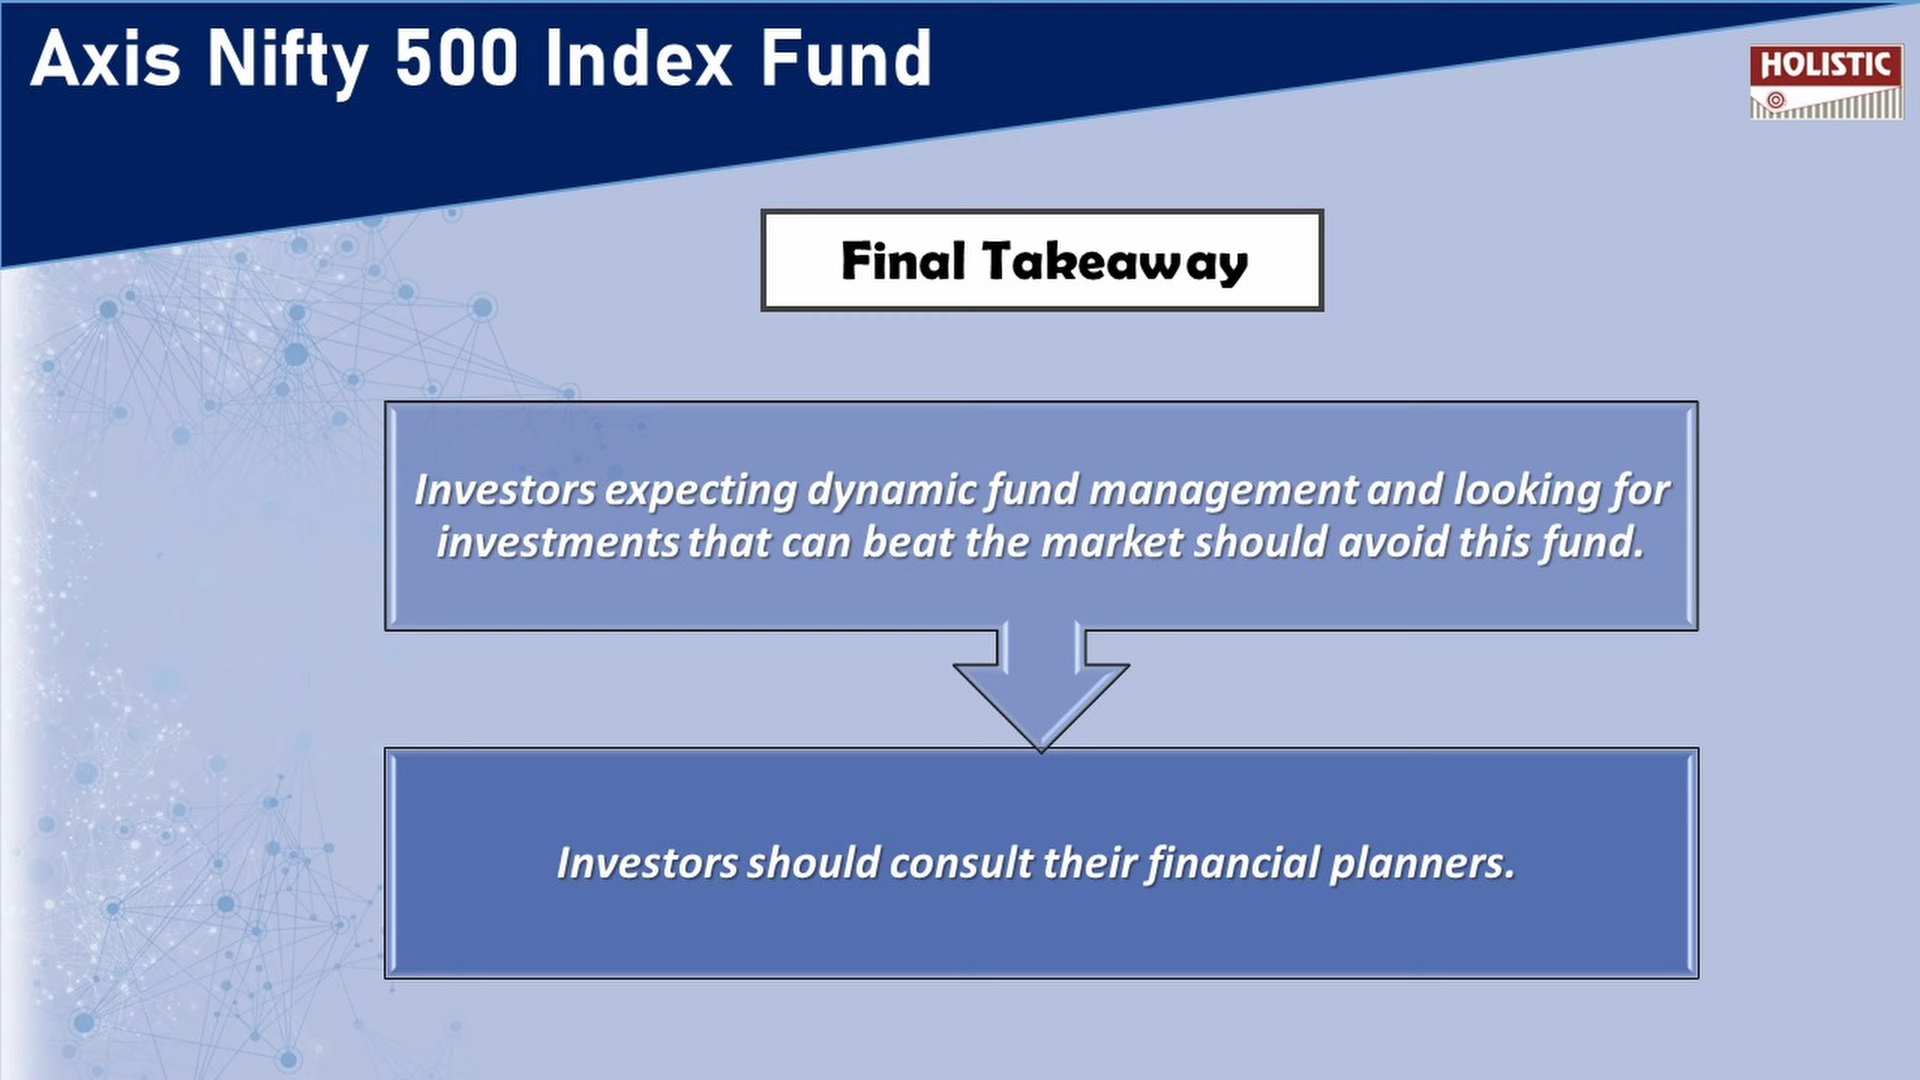 Axis Nifty 500 Index Fund
HOLISTIC
Final Takeaway
Investors expecting dynamic fund management and looking for
investments that can beat the market should avoid this fund.
Investors should consult their financial planners.